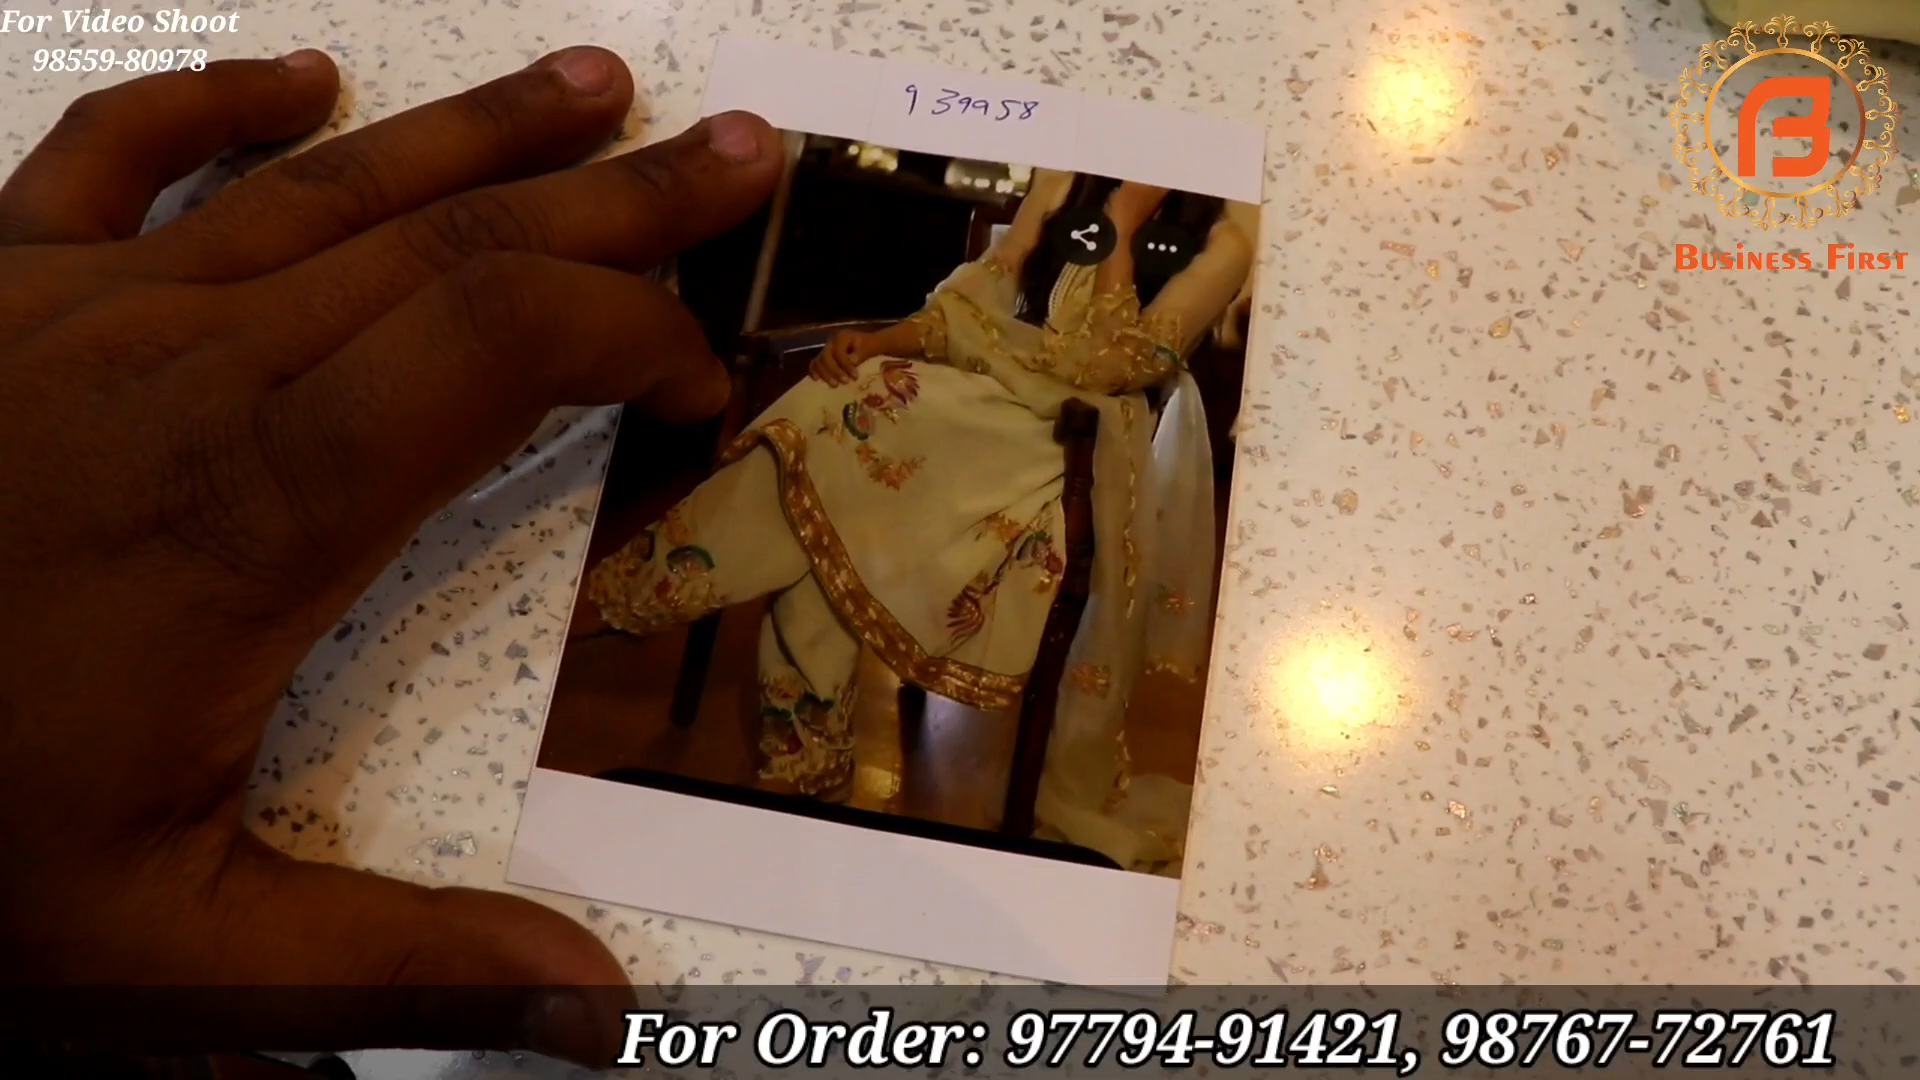 For Video Shoot
98559-80978
939958
B
Business First
For Order: 97794-91421, 98767-72761